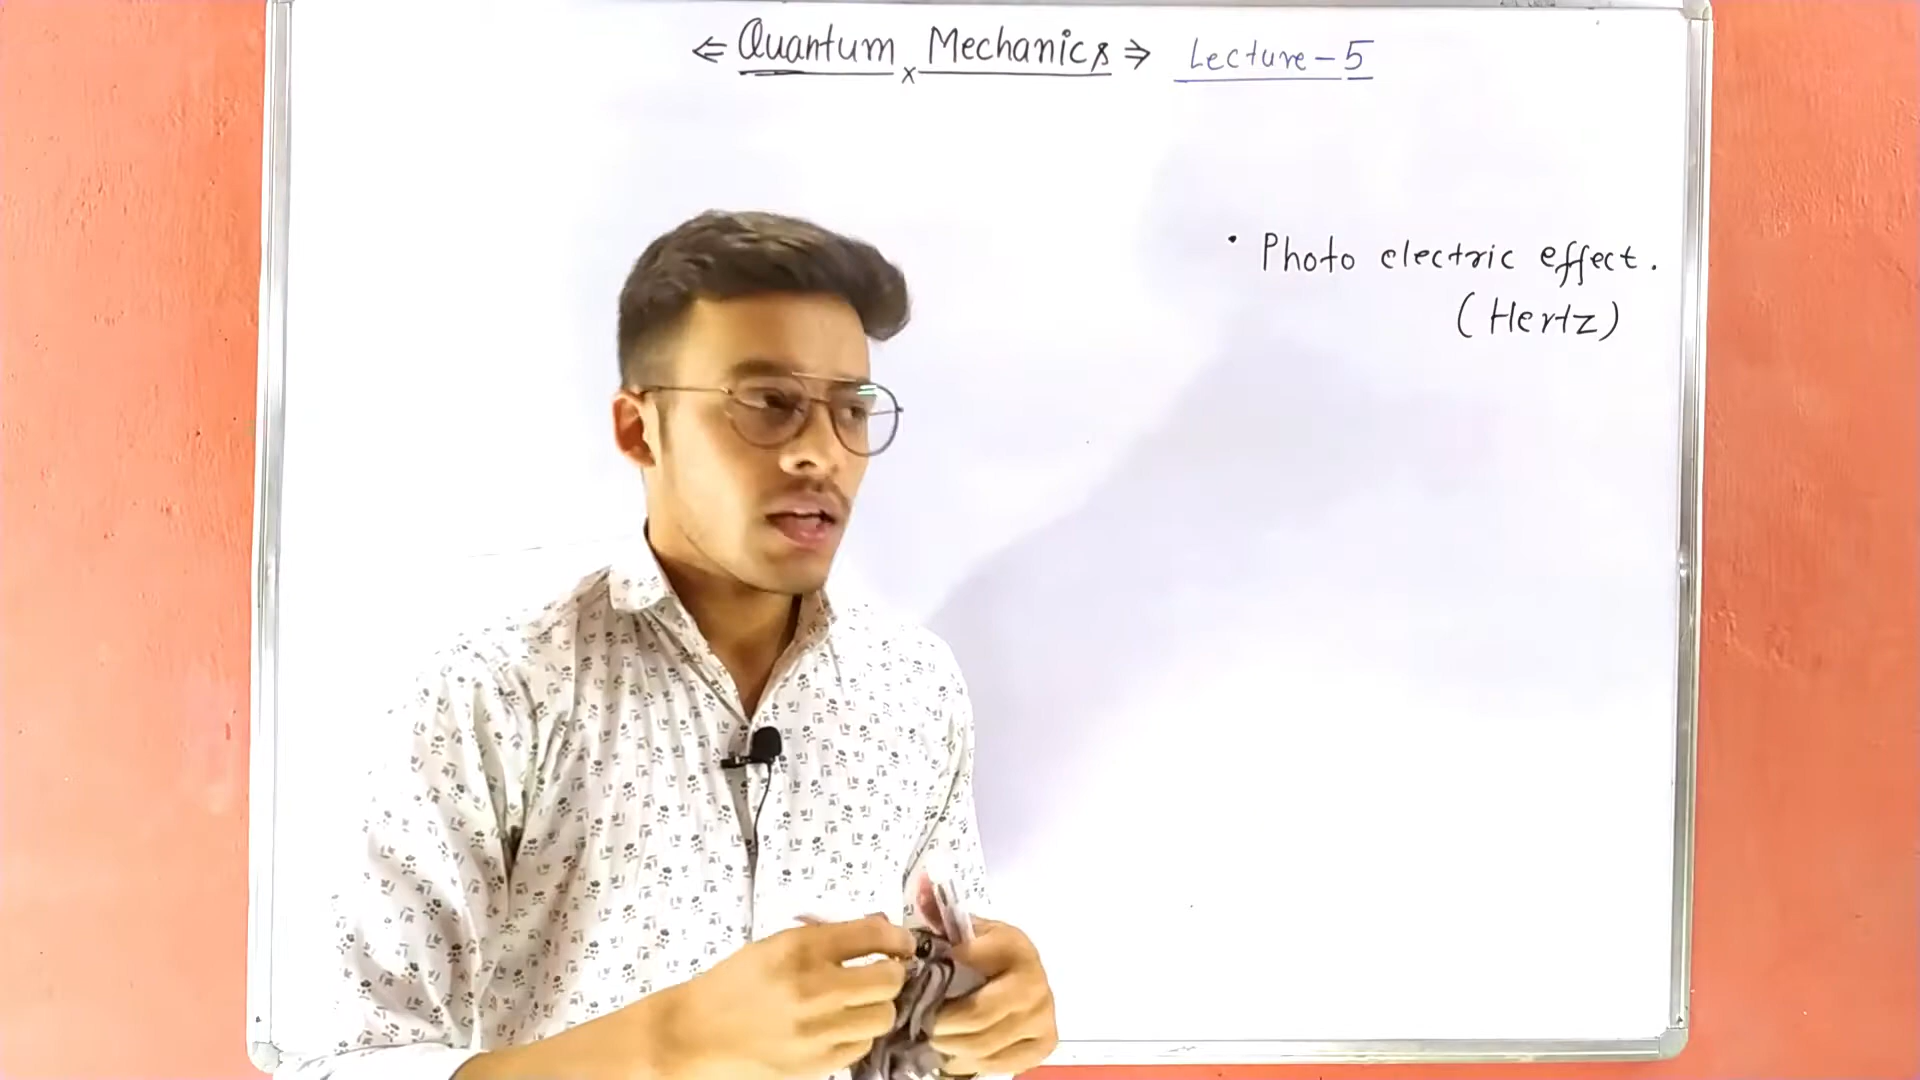 ⇐ Quantum x Mechanics ⇒ Lecture-5
• Photo electric effect.
(Hertz)